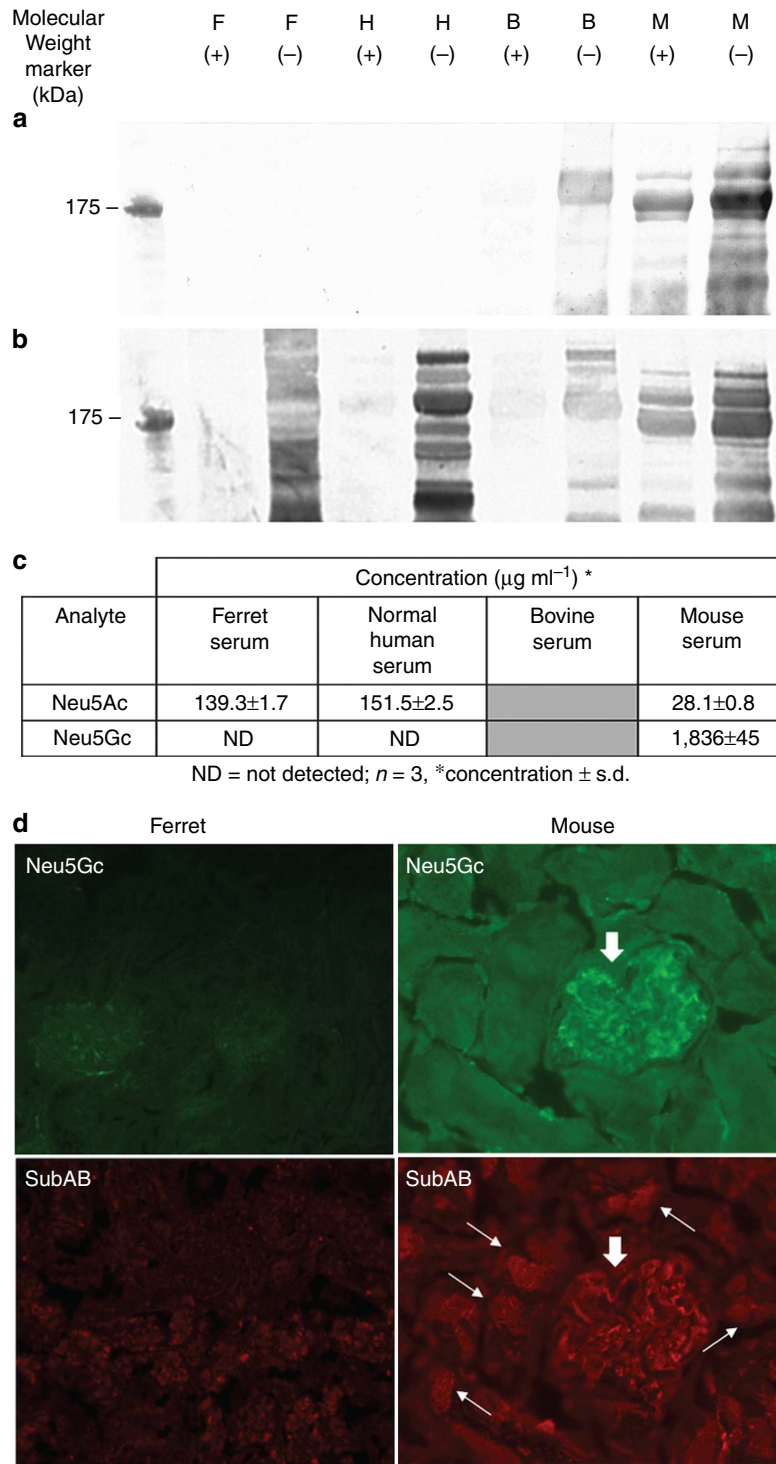 Molecular Weight marker (kDa)
F F H H B B M M
(+) (–) (+) (–) (+) (–) (+) (–)
a
175 –
b
175 –
c
Concentration (μg ml⁻¹) *
Analyte Ferret serum Normal human serum Bovine serum Mouse serum
Neu5Ac 139.3±1.7 151.5±2.5 28.1±0.8
Neu5Gc ND ND 1,836±45
ND = not detected; n = 3, *concentration ± s.d.
d
Ferret Mouse
Neu5Gc Neu5Gc
SubAB SubAB